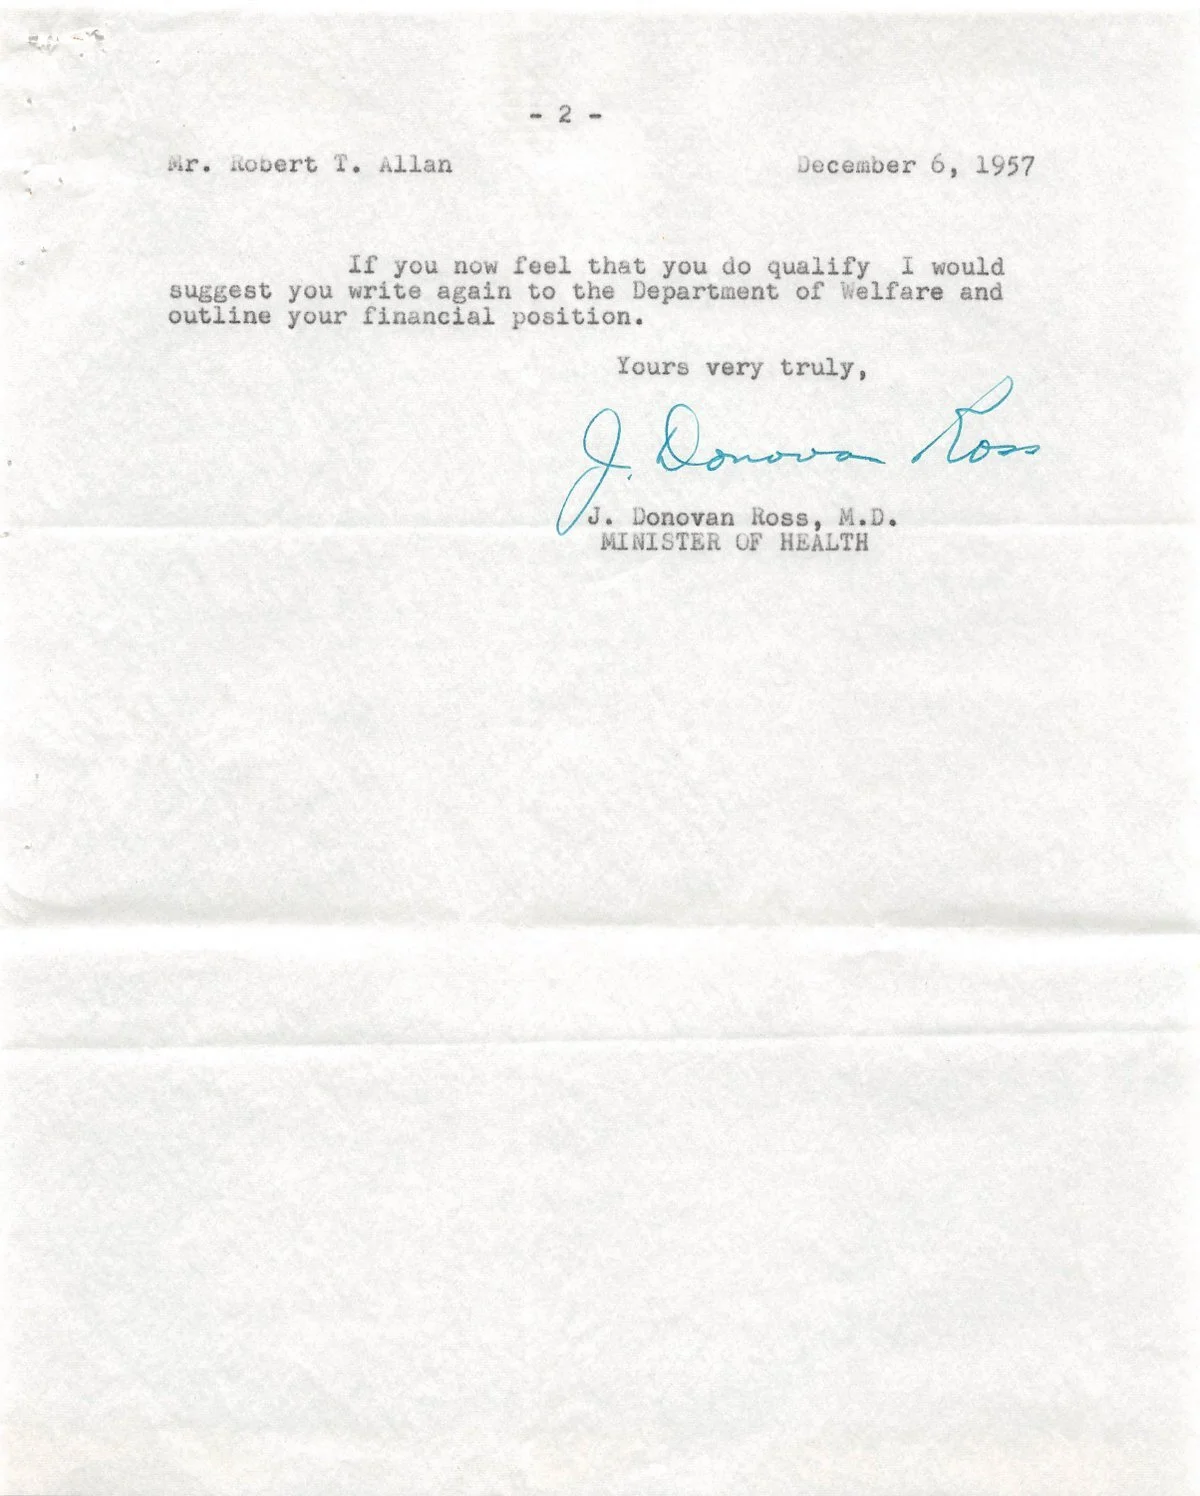 - 2 -
Mr. Robert T. Allan December 6, 1957
If you now feel that you do qualify I would
suggest you write again to the Department of Welfare and
outline your financial position.
Yours very truly,
J. Donovan Ross
J. Donovan Ross, M.D.
MINISTER OF HEALTH